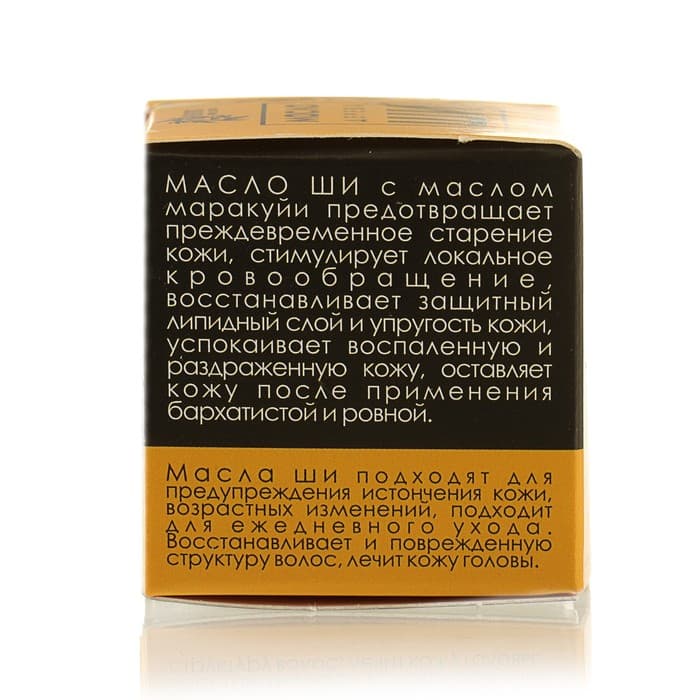 МАСЛО
МАСЛО ШИ с маслом
маракуйи предотвращает
преждевременное старение
кожи, стимулирует локальное
кровообращение,
восстанавливает защитный
липидный слой и упругость кожи,
успокаивает воспаленную и
раздраженную кожу, оставляет
кожу после применения
бархатистой и ровной.
Масла ши подходят для
предупреждения истончения кожи,
возрастных изменений, подходит
для ежедневного ухода.
Восстанавливает и поврежденную
структуру волос, лечит кожу головы.